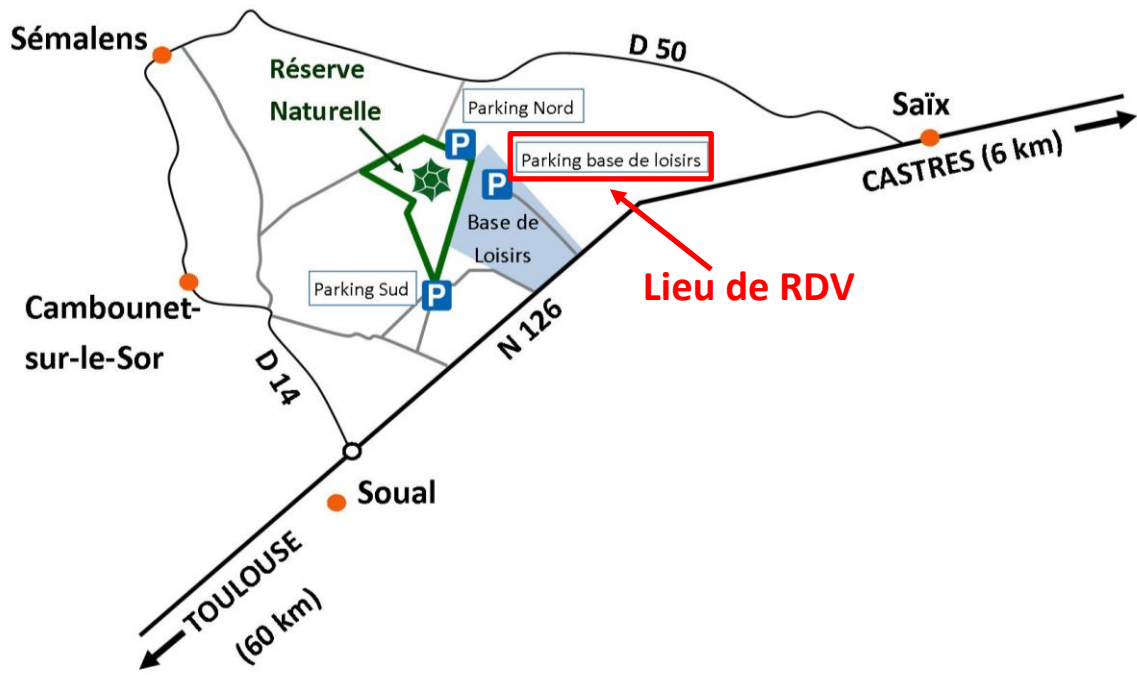 Sémalens
D 50
Réserve
Naturelle
Parking Nord
P
Saïx
Parking base de loisirs
P
CASTRES (6 km)
Base de
Loisirs
Lieu de RDV
Parking Sud
P
Cambounet-
sur-le-Sor
N 126
D 14
Soual
TOULOUSE
(60 km)